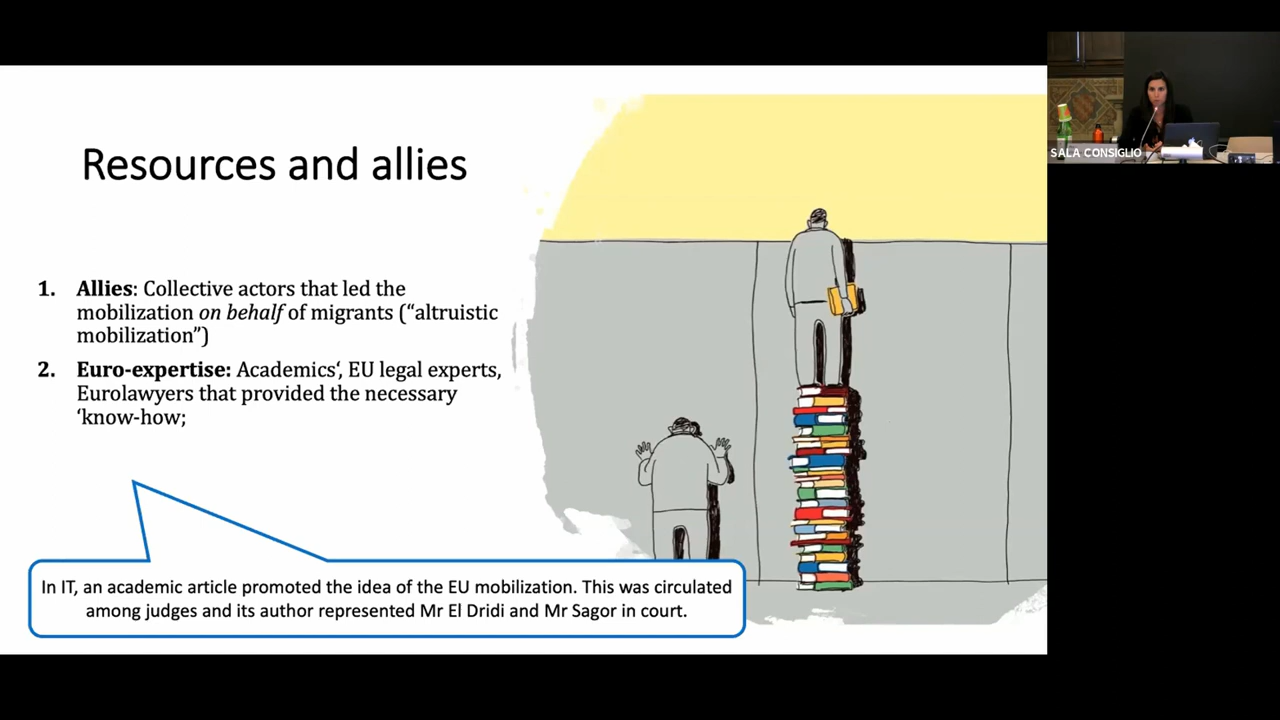 Resources and allies
1. Allies: Collective actors that led the
mobilization on behalf of migrants (“altruistic
mobilization”)
2. Euro-expertise: Academics‘, EU legal experts,
Eurolawyers that provided the necessary
‘know-how;
In IT, an academic article promoted the idea of the EU mobilization. This was circulated
among judges and its author represented Mr El Dridi and Mr Sagor in court.
SALA CONSIGLIO